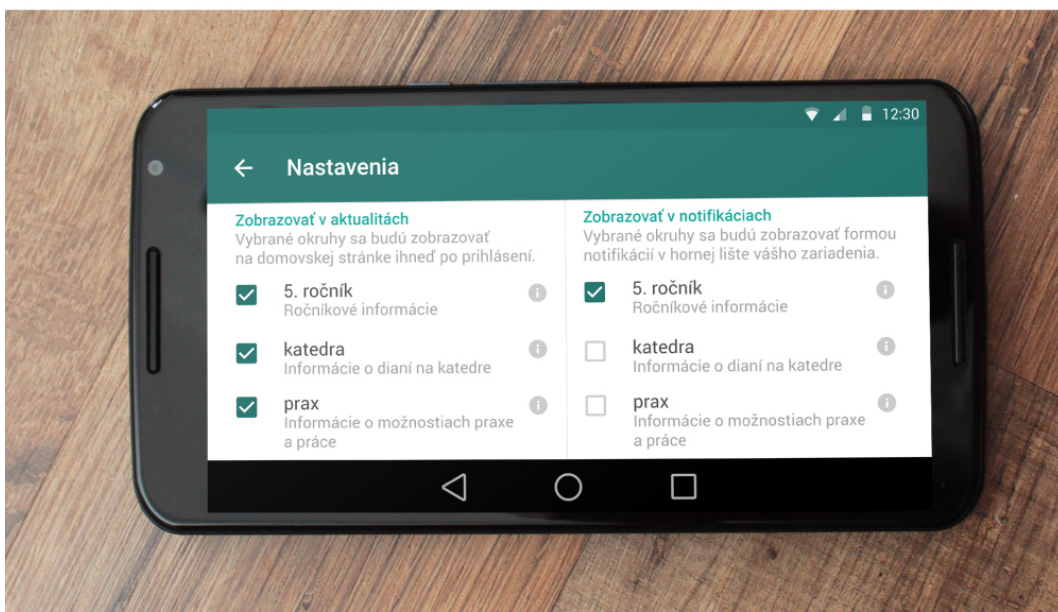 12:30
Nastavenia
Zobrazovať v aktualitách
Vybrané okruhy sa budú zobrazovať
na domovskej stránke ihneď po prihlásení.
5. ročník
Ročníkové informácie
katedra
Informácie o dianí na katedre
prax
Informácie o možnostiach praxe
a práce
Zobrazovať v notifikáciach
Vybrané okruhy sa budú zobrazovať formou
notifikácií v hornej lište vášho zariadenia.
5. ročník
Ročníkové informácie
katedra
Informácie o dianí na katedre
prax
Informácie o možnostiach praxe
a práce